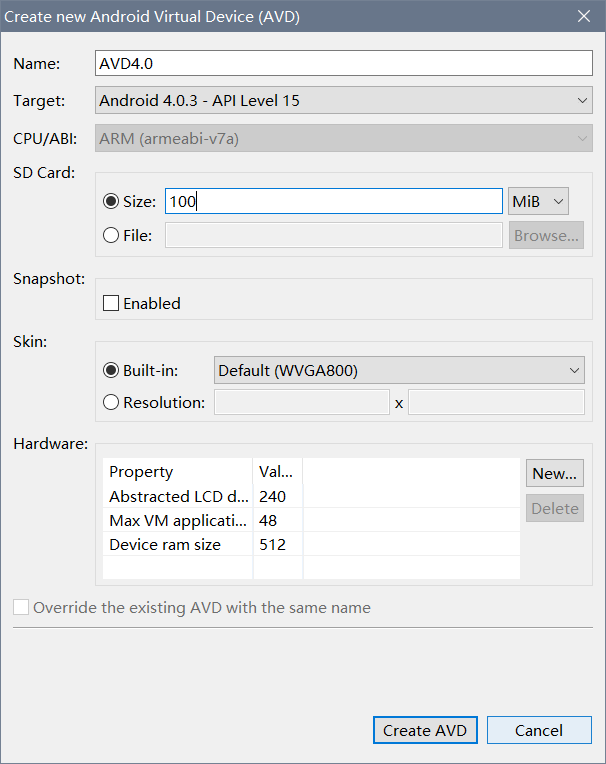 Create new Android Virtual Device (AVD)
Name: AVD4.0
Target: Android 4.0.3 - API Level 15
CPU/ABI: ARM (armeabi-v7a)
SD Card:
Size: 100 MiB
File: Browse...
Snapshot:
Enabled
Skin:
Built-in: Default (WVGA800)
Resolution: x
Hardware:
Property Val... New...
Abstracted LCD d... 240
Max VM applicati... 48 Delete
Device ram size 512
Override the existing AVD with the same name
Create AVD Cancel